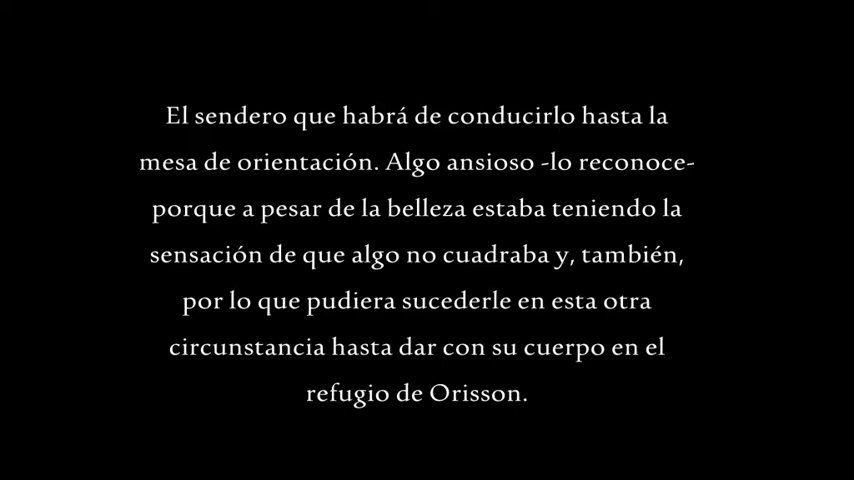 El sendero que habrá de conducirlo hasta la
mesa de orientación. Algo ansioso -lo reconoce-
porque a pesar de la belleza estaba teniendo la
sensación de que algo no cuadraba y, también,
por lo que pudiera sucederle en esta otra
circunstancia hasta dar con su cuerpo en el
refugio de Orisson.